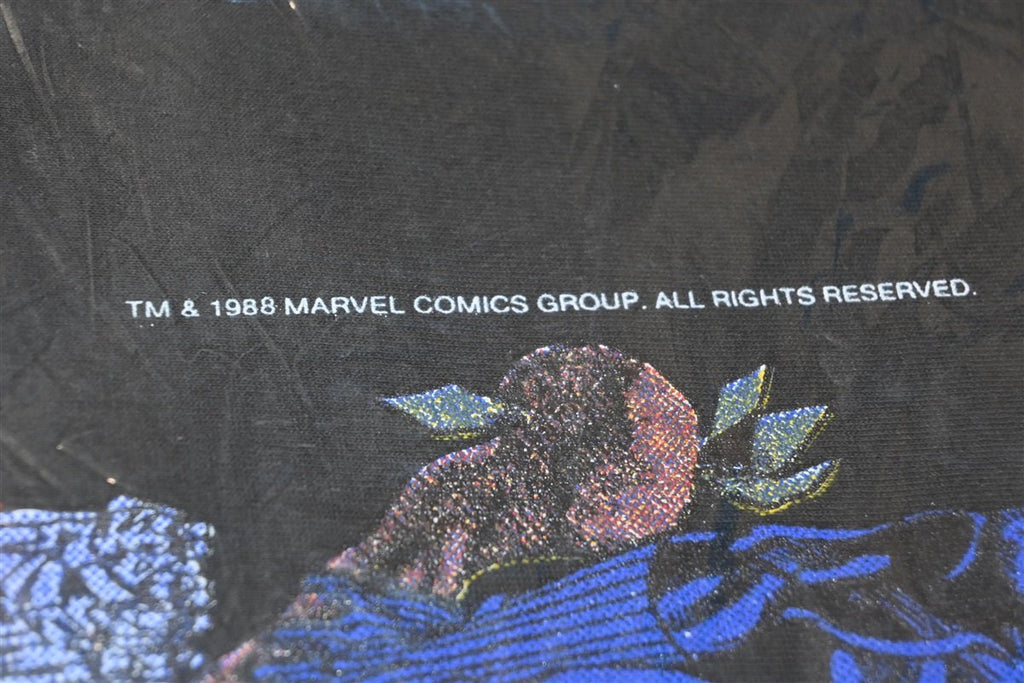 TM & 1988 MARVEL COMICS GROUP. ALL RIGHTS RESERVED.